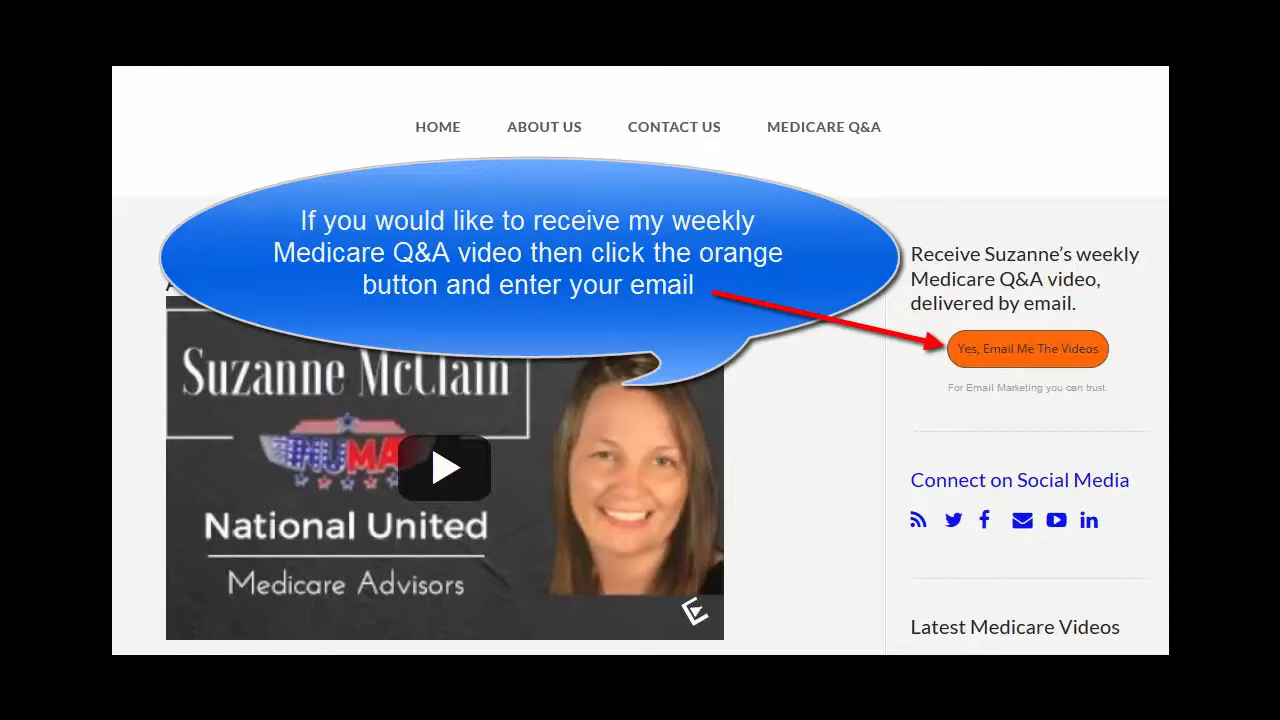 HOME ABOUT US CONTACT US MEDICARE Q&A
If you would like to receive my weekly
Medicare Q&A video then click the orange
button and enter your email
Receive Suzanne's weekly
Medicare Q&A video,
delivered by email.
Yes, Email Me The Videos
For Email Marketing you can trust.
Suzanne McClain
NUMA
National United
Medicare Advisors
Connect on Social Media
Latest Medicare Videos